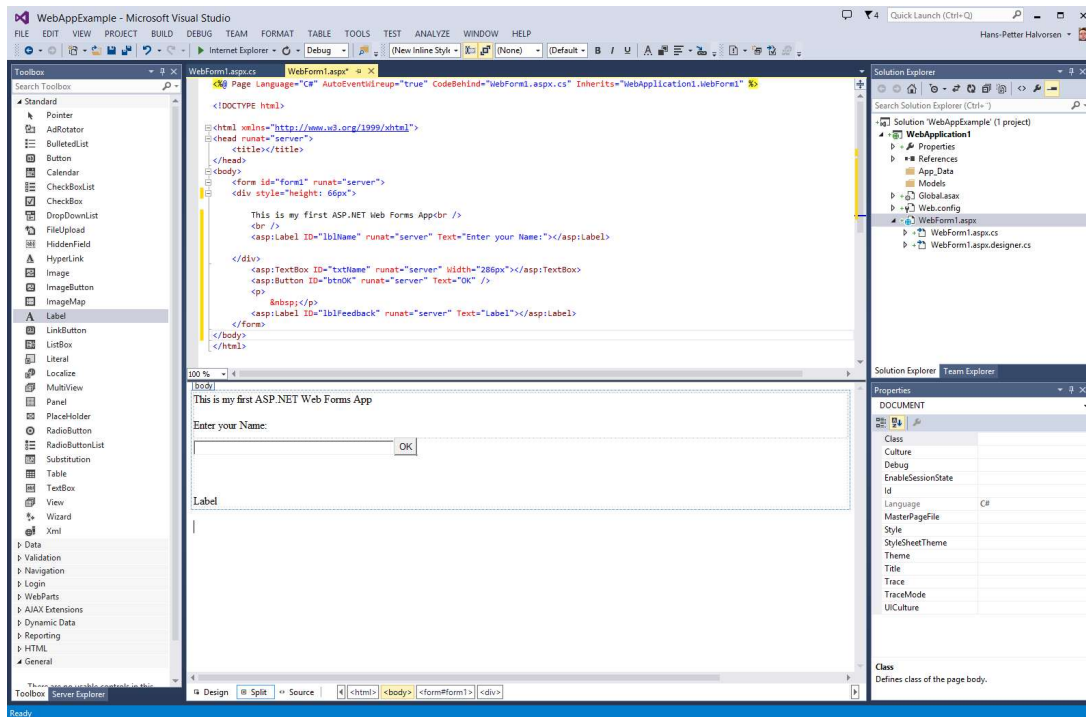 WebAppExample - Microsoft Visual Studio
4
Quick Launch (Ctrl+Q)
FILE EDIT VIEW PROJECT BUILD DEBUG TEAM FORMAT TABLE TOOLS TEST ANALYZE WINDOW HELP
Hans-Petter Halvorsen
Internet Explorer Debug (New Inline Style (None) (Default B I U
Toolbox
Search Toolbox
Standard
Pointer
AdRotator
BulletedList
Button
Calendar
CheckBoxList
CheckBox
DropDownList
FileUpload
HiddenField
HyperLink
Image
ImageButton
ImageMap
Label
LinkButton
ListBox
Literal
Localize
MultiView
Panel
PlaceHolder
RadioButton
RadioButtonList
Substitution
Table
TextBox
View
Wizard
Xml
Data
Validation
Navigation
Login
WebParts
AJAX Extensions
Dynamic Data
Reporting
HTML
General
There are no usable controls in this
Toolbox Server Explorer
WebForm1.aspx.cs WebForm1.aspx*
<%@ Page Language="C#" AutoEventWireup="true" CodeBehind="WebForm1.aspx.cs" Inherits="WebApplication1.WebForm1" %>
<!DOCTYPE html>
<html xmlns="http://www.w3.org/1999/xhtml">
<head runat="server">
<title></title>
</head>
<body>
<form id="form1" runat="server">
<div style="height: 66px">
This is my first ASP.NET Web Forms App<br />
<br />
<asp:Label ID="lblName" runat="server" Text="Enter your Name:"></asp:Label>
</div>
<asp:TextBox ID="txtName" runat="server" Width="286px"></asp:TextBox>
<asp:Button ID="btnOK" runat="server" Text="OK" />
<p>
&nbsp;</p>
<asp:Label ID="lblFeedback" runat="server" Text="Label"></asp:Label>
</form>
</body>
</html>
100 %
body
This is my first ASP.NET Web Forms App
Enter your Name:
OK
Label
Design Split Source <html> <body> <form#form1> <div>
Solution Explorer
Search Solution Explorer (Ctrl+¨)
Solution 'WebAppExample' (1 project)
WebApplication1
Properties
References
App_Data
Models
Global.asax
Web.config
WebForm1.aspx
WebForm1.aspx.cs
WebForm1.aspx.designer.cs
Solution Explorer Team Explorer
Properties
DOCUMENT
Class
Culture
Debug
EnableSessionState
Id
Language C#
MasterPageFile
Style
StyleSheetTheme
Theme
Title
Trace
TraceMode
UICulture
Class
Defines class of the page body.
Ready